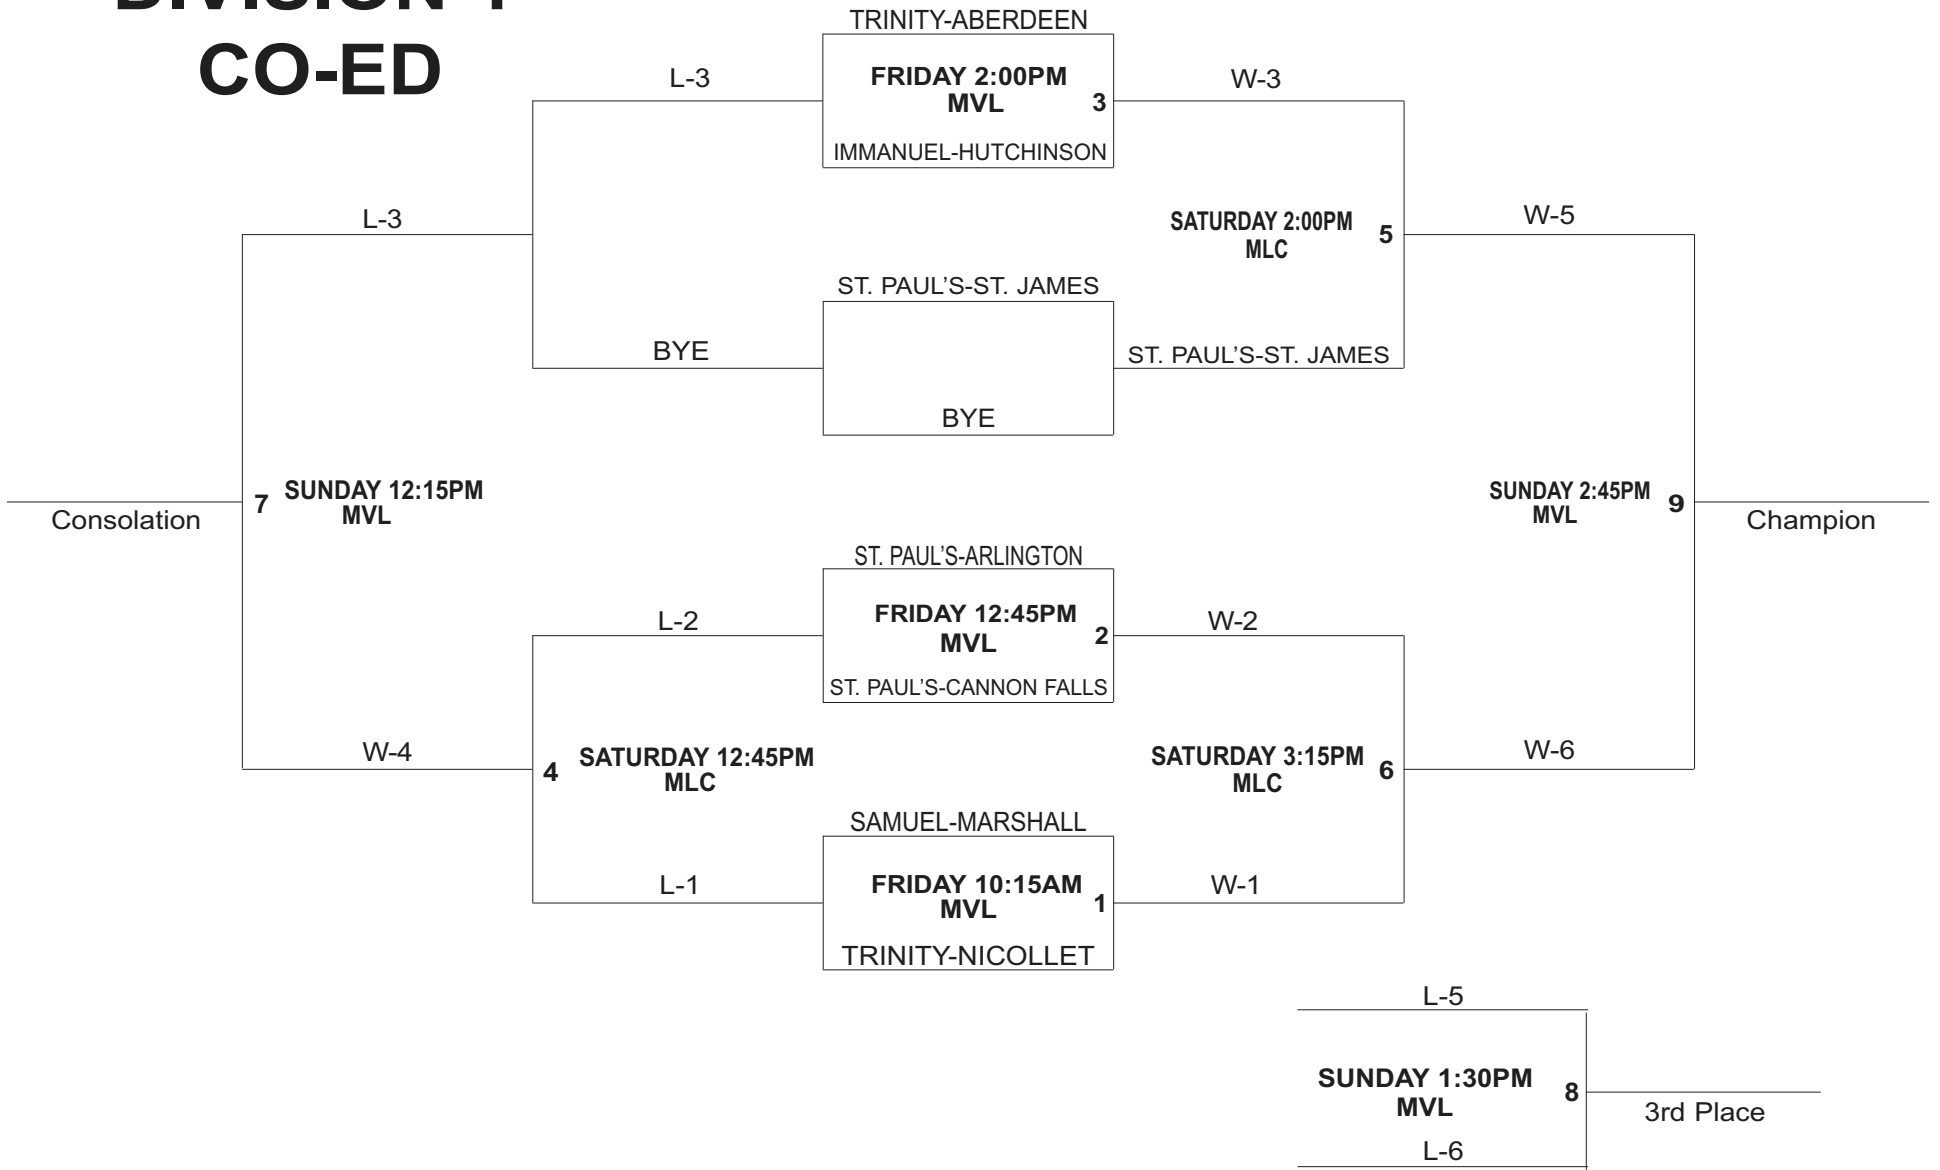 CO-ED
TRINITY-ABERDEEN
L-3
FRIDAY 2:00PM
MVL
3
W-3
IMMANUEL-HUTCHINSON
L-3
SATURDAY 2:00PM
MLC
5
W-5
ST. PAUL'S-ST. JAMES
BYE
ST. PAUL'S-ST. JAMES
BYE
7
SUNDAY 12:15PM
MVL
Consolation
SUNDAY 2:45PM
MVL
9
Champion
ST. PAUL'S-ARLINGTON
L-2
FRIDAY 12:45PM
MVL
2
W-2
ST. PAUL'S-CANNON FALLS
W-4
4
SATURDAY 12:45PM
MLC
SATURDAY 3:15PM
MLC
6
W-6
SAMUEL-MARSHALL
L-1
FRIDAY 10:15AM
MVL
1
W-1
TRINITY-NICOLLET
L-5
SUNDAY 1:30PM
MVL
8
3rd Place
L-6